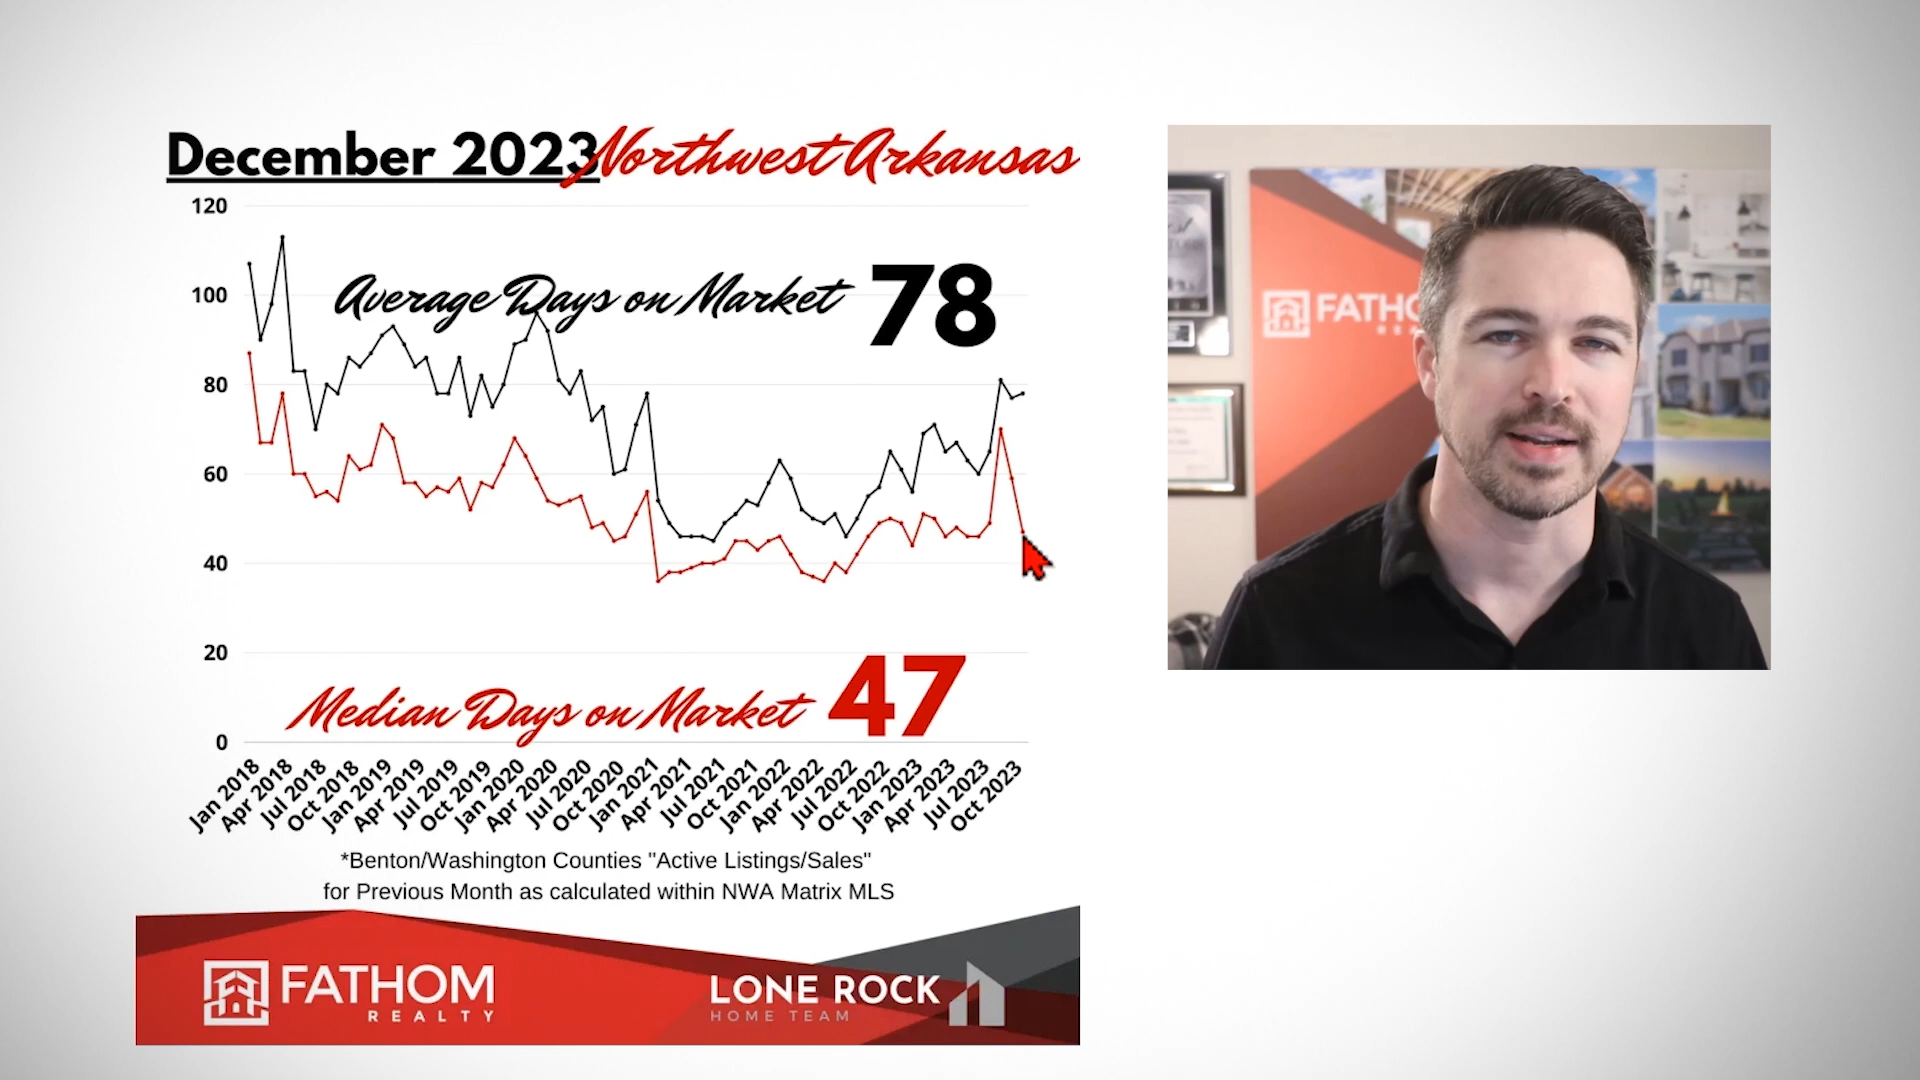 December 2023 Northwest Arkansas
120
100
80
60
40
20
0
Average Days on Market 78
Median Days on Market 47
Jan 2018
Apr 2018
Jul 2018
Oct 2018
Jan 2019
Apr 2019
Jul 2019
Oct 2019
Jan 2020
Apr 2020
Jul 2020
Oct 2020
Jan 2021
Apr 2021
Jul 2021
Oct 2021
Jan 2022
Apr 2022
Jul 2022
Oct 2022
Jan 2023
Apr 2023
Jul 2023
Oct 2023
*Benton/Washington Counties "Active Listings/Sales"
for Previous Month as calculated within NWA Matrix MLS
FATHOM
REALTY
LONE ROCK
HOME TEAM